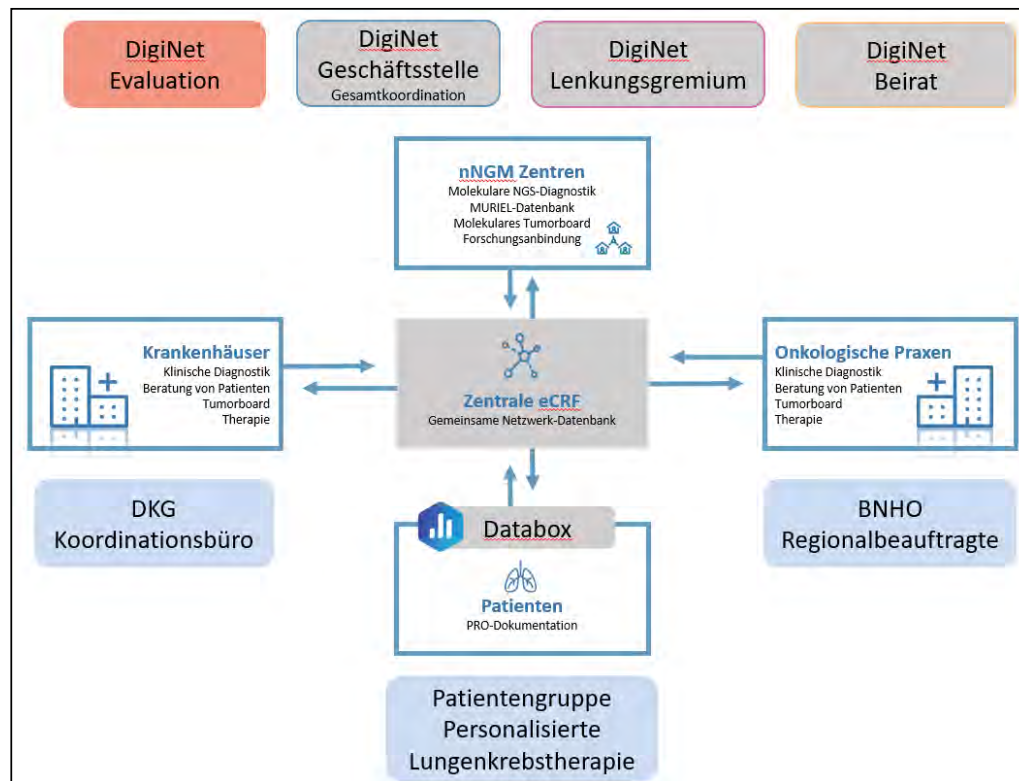 DigiNet
Evaluation
DigiNet
Geschäftsstelle
Gesamtkoordination
DigiNet
Lenkungsgremium
DigiNet
Beirat
nNGM Zentren
Molekulare NGS-Diagnostik
MURIEL-Datenbank
Molekulares Tumorboard
Forschungsanbindung
Krankenhäuser
Klinische Diagnostik
Beratung von Patienten
Tumorboard
Therapie
Zentrale eCRF
Gemeinsame Netzwerk-Datenbank
Onkologische Praxen
Klinische Diagnostik
Beratung von Patienten
Tumorboard
Therapie
DKG
Koordinationsbüro
Databox
Patienten
PRO-Dokumentation
BNHO
Regionalbeauftragte
Patientengruppe
Personalisierte
Lungenkrebstherapie